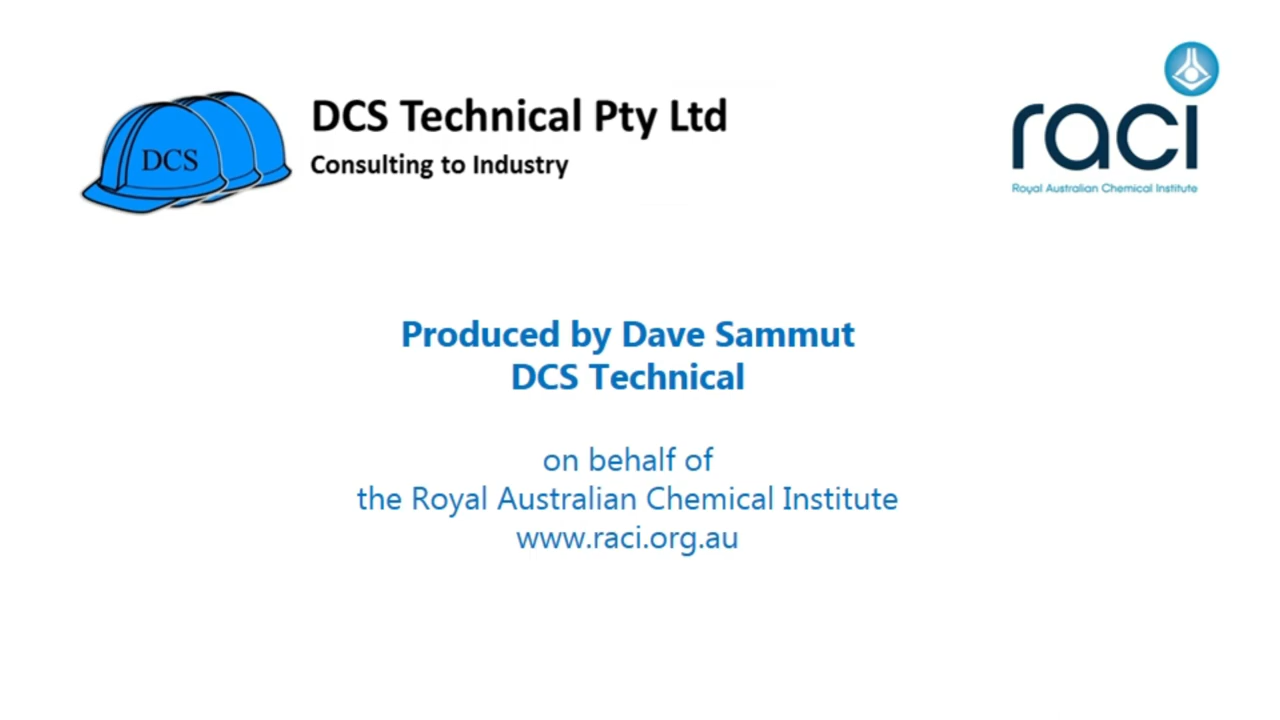 DCS
DCS Technical Pty Ltd
Consulting to Industry
raci
Royal Australian Chemical Institute
Produced by Dave Sammut
DCS Technical
on behalf of
the Royal Australian Chemical Institute
www.raci.org.au